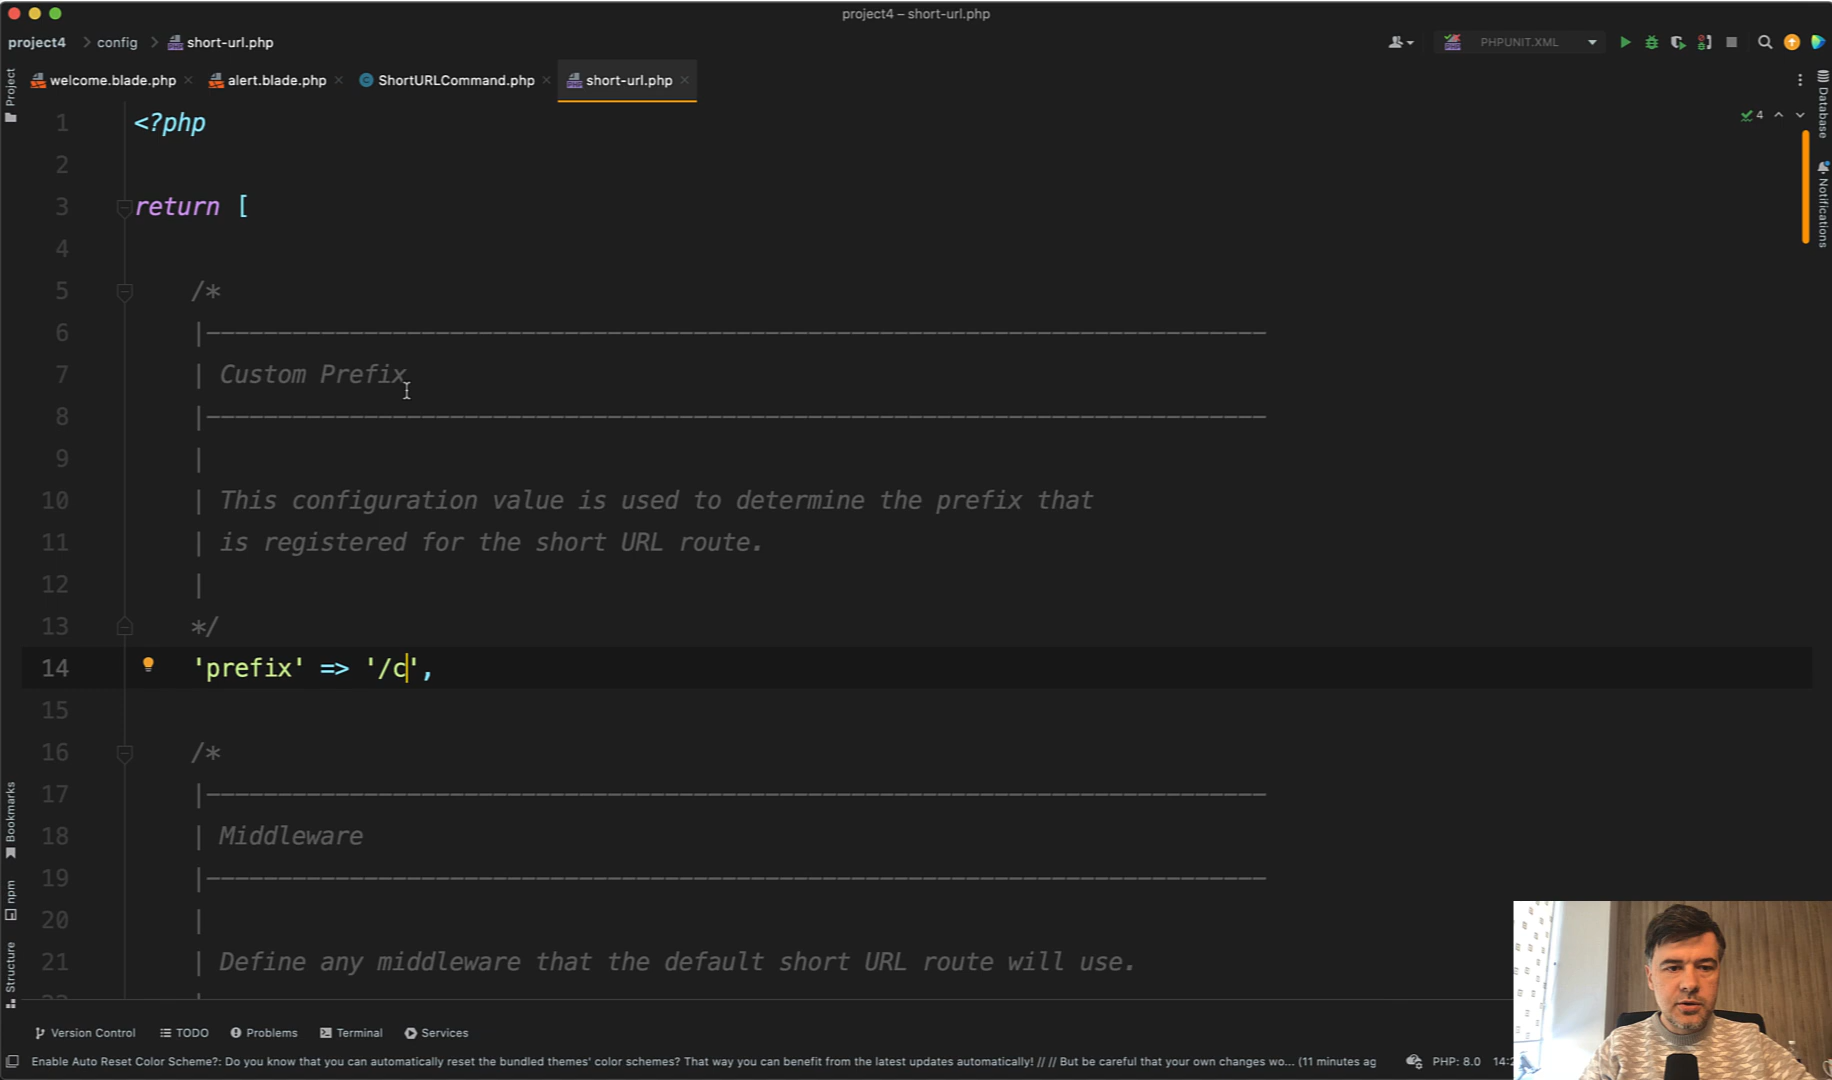 project4 – short-url.php
project4 > config > short-url.php
PHPUNIT.XML
welcome.blade.php
alert.blade.php
ShortURLCommand.php
short-url.php
Project
Database
Notifications
4
1 <?php
2
3 return [
4
5 /*
6 |--------------------------------------------------------------------------
7 | Custom Prefix
8 |--------------------------------------------------------------------------
9 |
10 | This configuration value is used to determine the prefix that
11 | is registered for the short URL route.
12 |
13 */
14 'prefix' => '/c',
15
16 /*
17 |--------------------------------------------------------------------------
18 | Middleware
19 |--------------------------------------------------------------------------
20 |
21 | Define any middleware that the default short URL route will use.
Bookmarks
npm
Structure
Version Control
TODO
Problems
Terminal
Services
Enable Auto Reset Color Scheme?: Do you know that you can automatically reset the bundled themes' color schemes? That way you can benefit from the latest updates automatically! // // But be careful that your own changes wo... (11 minutes ag
PHP: 8.0